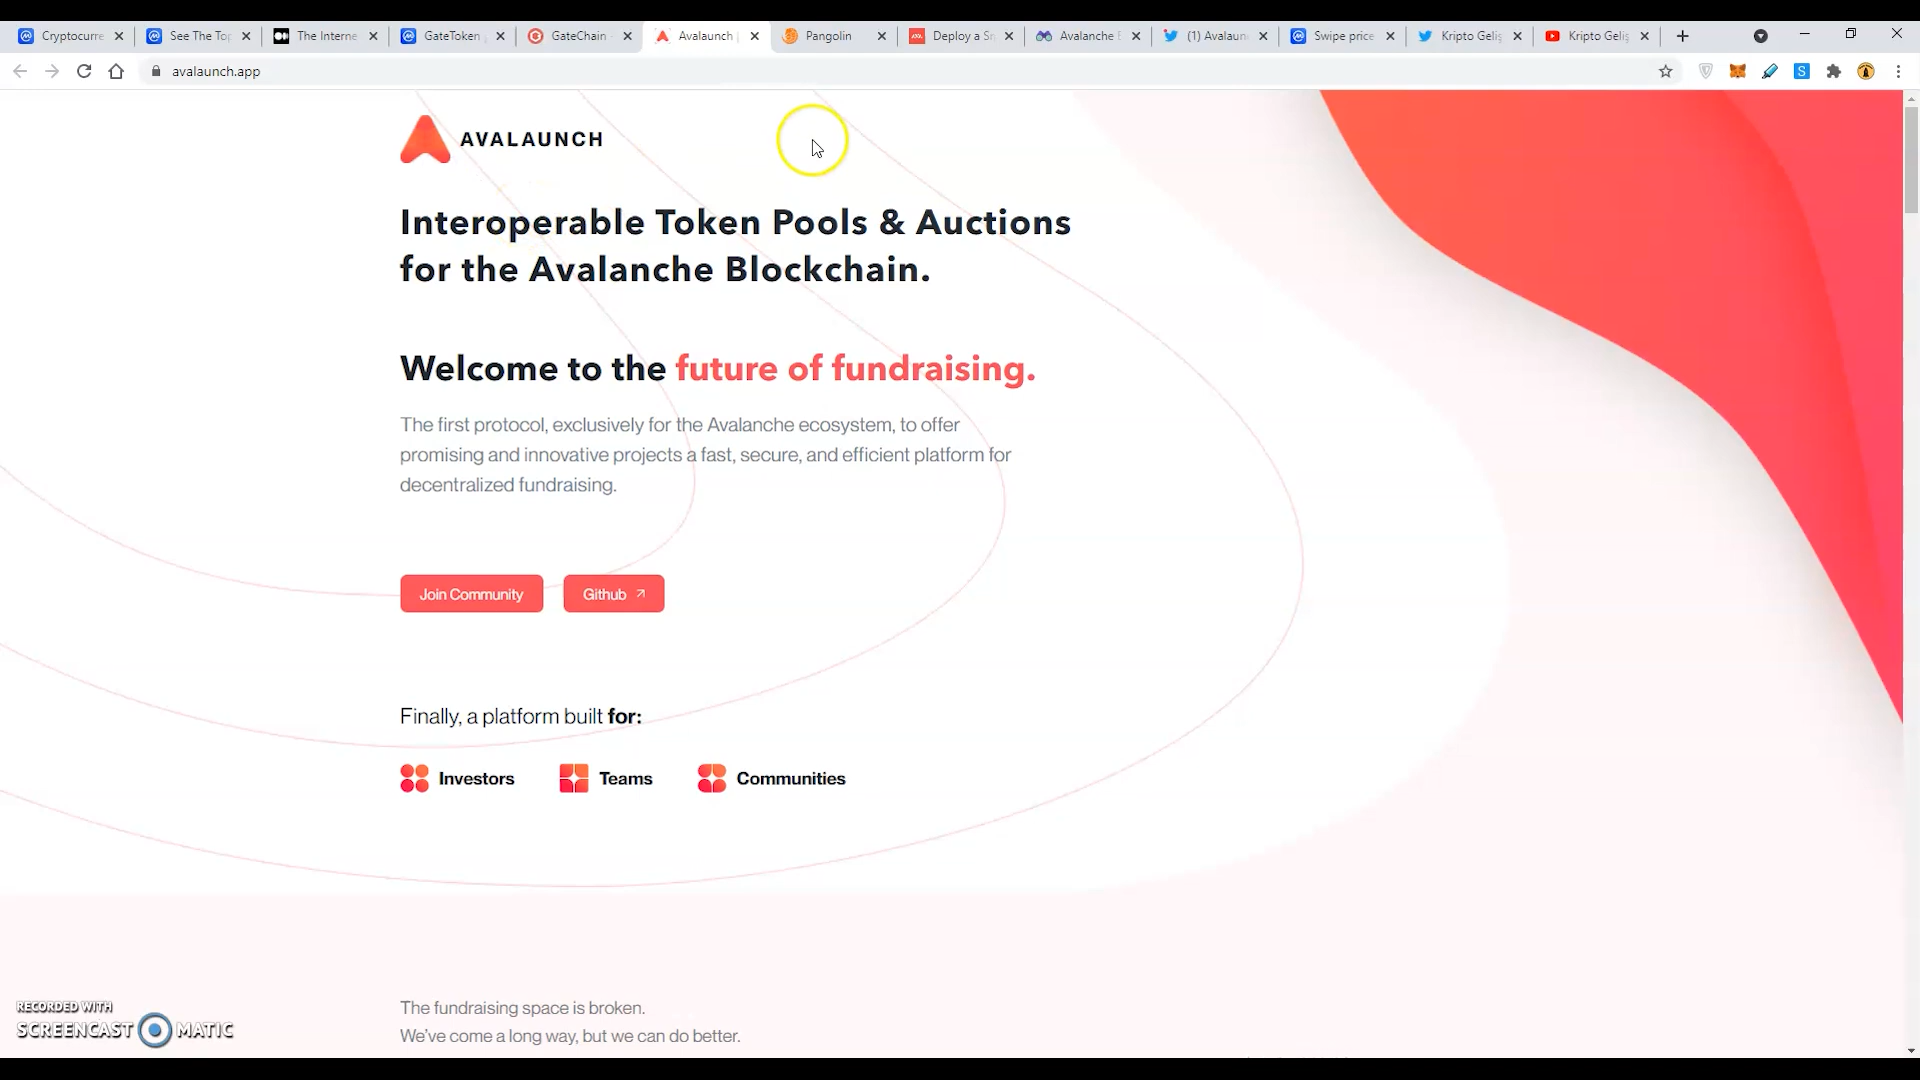 Cryptocurre
See The To
The Interne
GateToken
GateChain
Avalaunch
Pangolin
Deploy a S
Avalanche E
(1) Avalaun
Swipe price
Kripto Geliş
Kripto Geliş
avalaunch.app
AVALAUNCH
Interoperable Token Pools & Auctions
for the Avalanche Blockchain.
Welcome to the future of fundraising.
The first protocol, exclusively for the Avalanche ecosystem, to offer
promising and innovative projects a fast, secure, and efficient platform for
decentralized fundraising.
Join Community
Github
Finally, a platform built for:
Investors
Teams
Communities
The fundraising space is broken.
We've come a long way, but we can do better.
RECORDED WITH
SCREENCAST MATIC